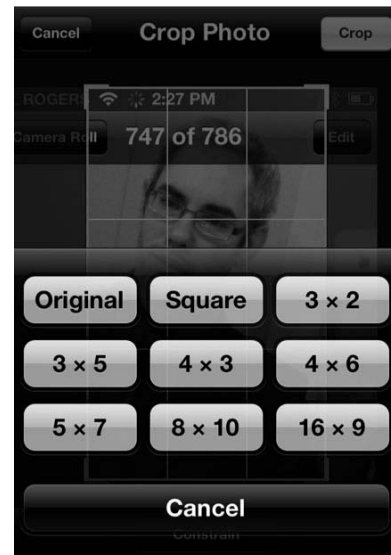 Cancel Crop Photo Crop
ROGERS 2:27 PM
Camera Roll 747 of 786 Edit
Original Square 3 × 2
3 × 5 4 × 3 4 × 6
5 × 7 8 × 10 16 × 9
Cancel
Constrain